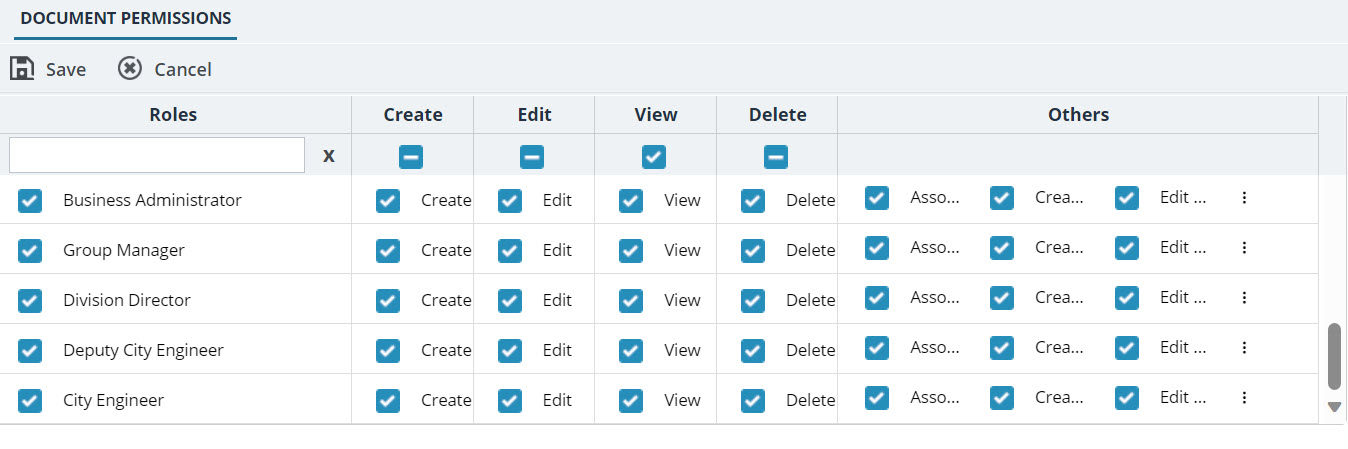 DOCUMENT PERMISSIONS
Save Cancel
Roles Create Edit View Delete Others
X
Business Administrator Create Edit View Delete Asso... Crea... Edit ...
Group Manager Create Edit View Delete Asso... Crea... Edit ...
Division Director Create Edit View Delete Asso... Crea... Edit ...
Deputy City Engineer Create Edit View Delete Asso... Crea... Edit ...
City Engineer Create Edit View Delete Asso... Crea... Edit ...